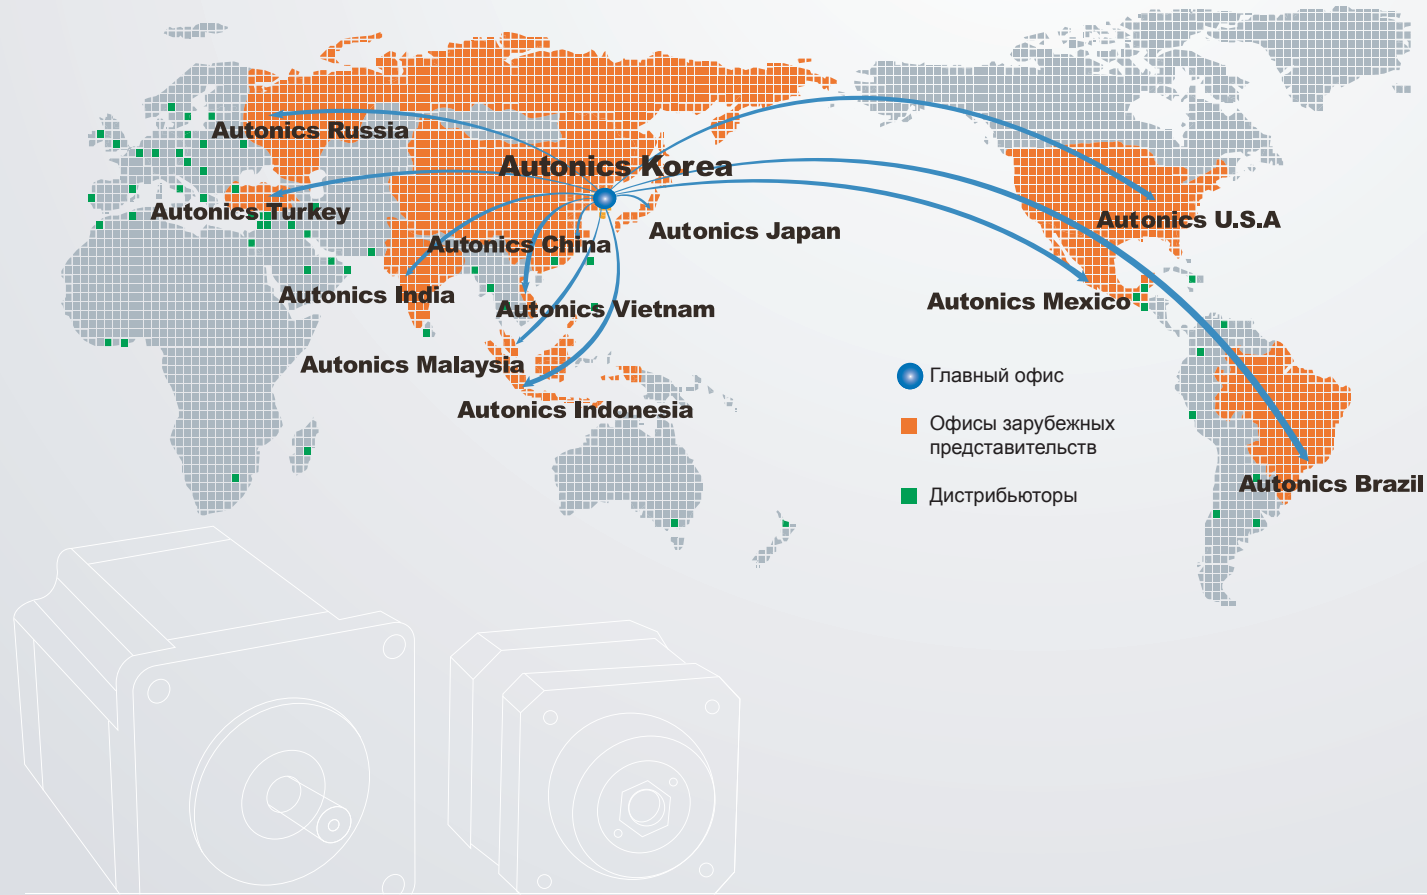 Autonics Russia
Autonics Korea
Autonics Turkey
Autonics U.S.A
Autonics Japan
Autonics China
Autonics India
Autonics Mexico
Autonics Vietnam
Autonics Malaysia
Autonics Indonesia
Autonics Brazil
Главный офис
Офисы зарубежных
представительств
Дистрибьюторы